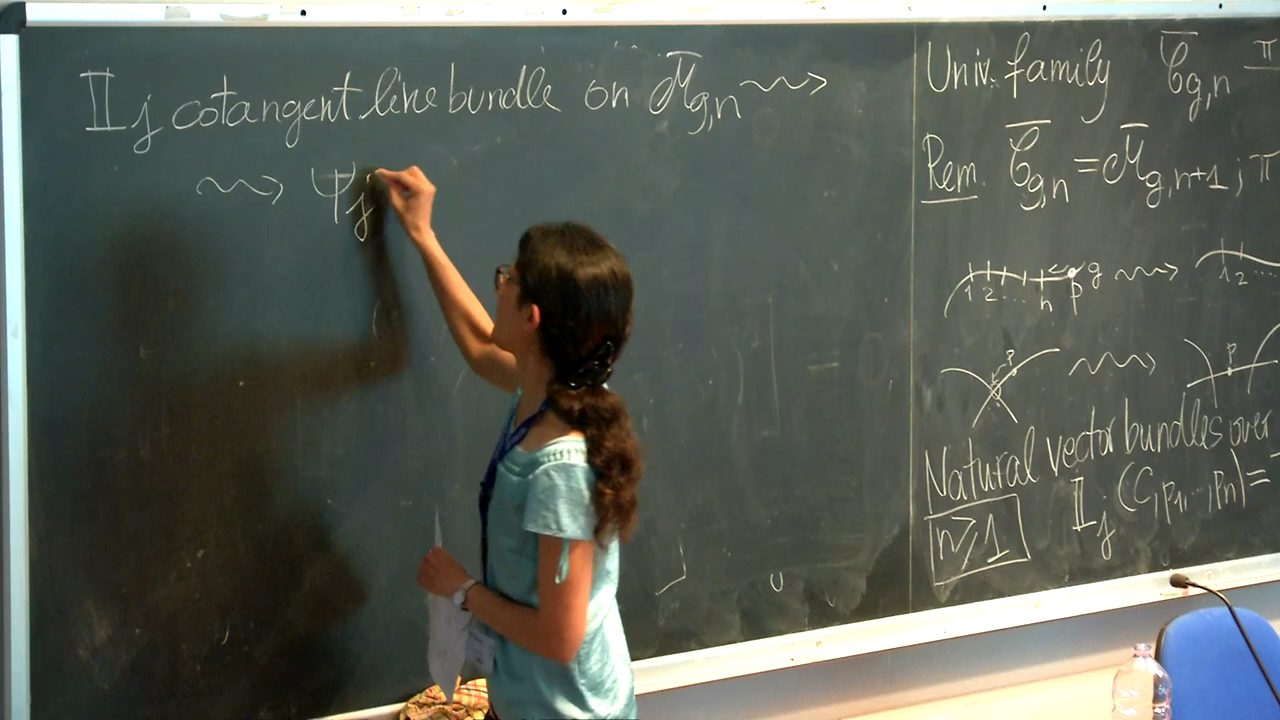 𝕃_j cotangent line bundle on ℳ̄_{g,n} ⇝
⇝ ψ_j
Univ. family 𝒞̄_{g,n} π
Rem. 𝒞̄_{g,n} = ℳ̄_{g,n+1} ; π
1 2 ... n p g ⇝ 1 2 ....
p ⇝ p
Natural vector bundles over
n ⩾ 1 𝕃_j (C, p_1, ..., p_n) =